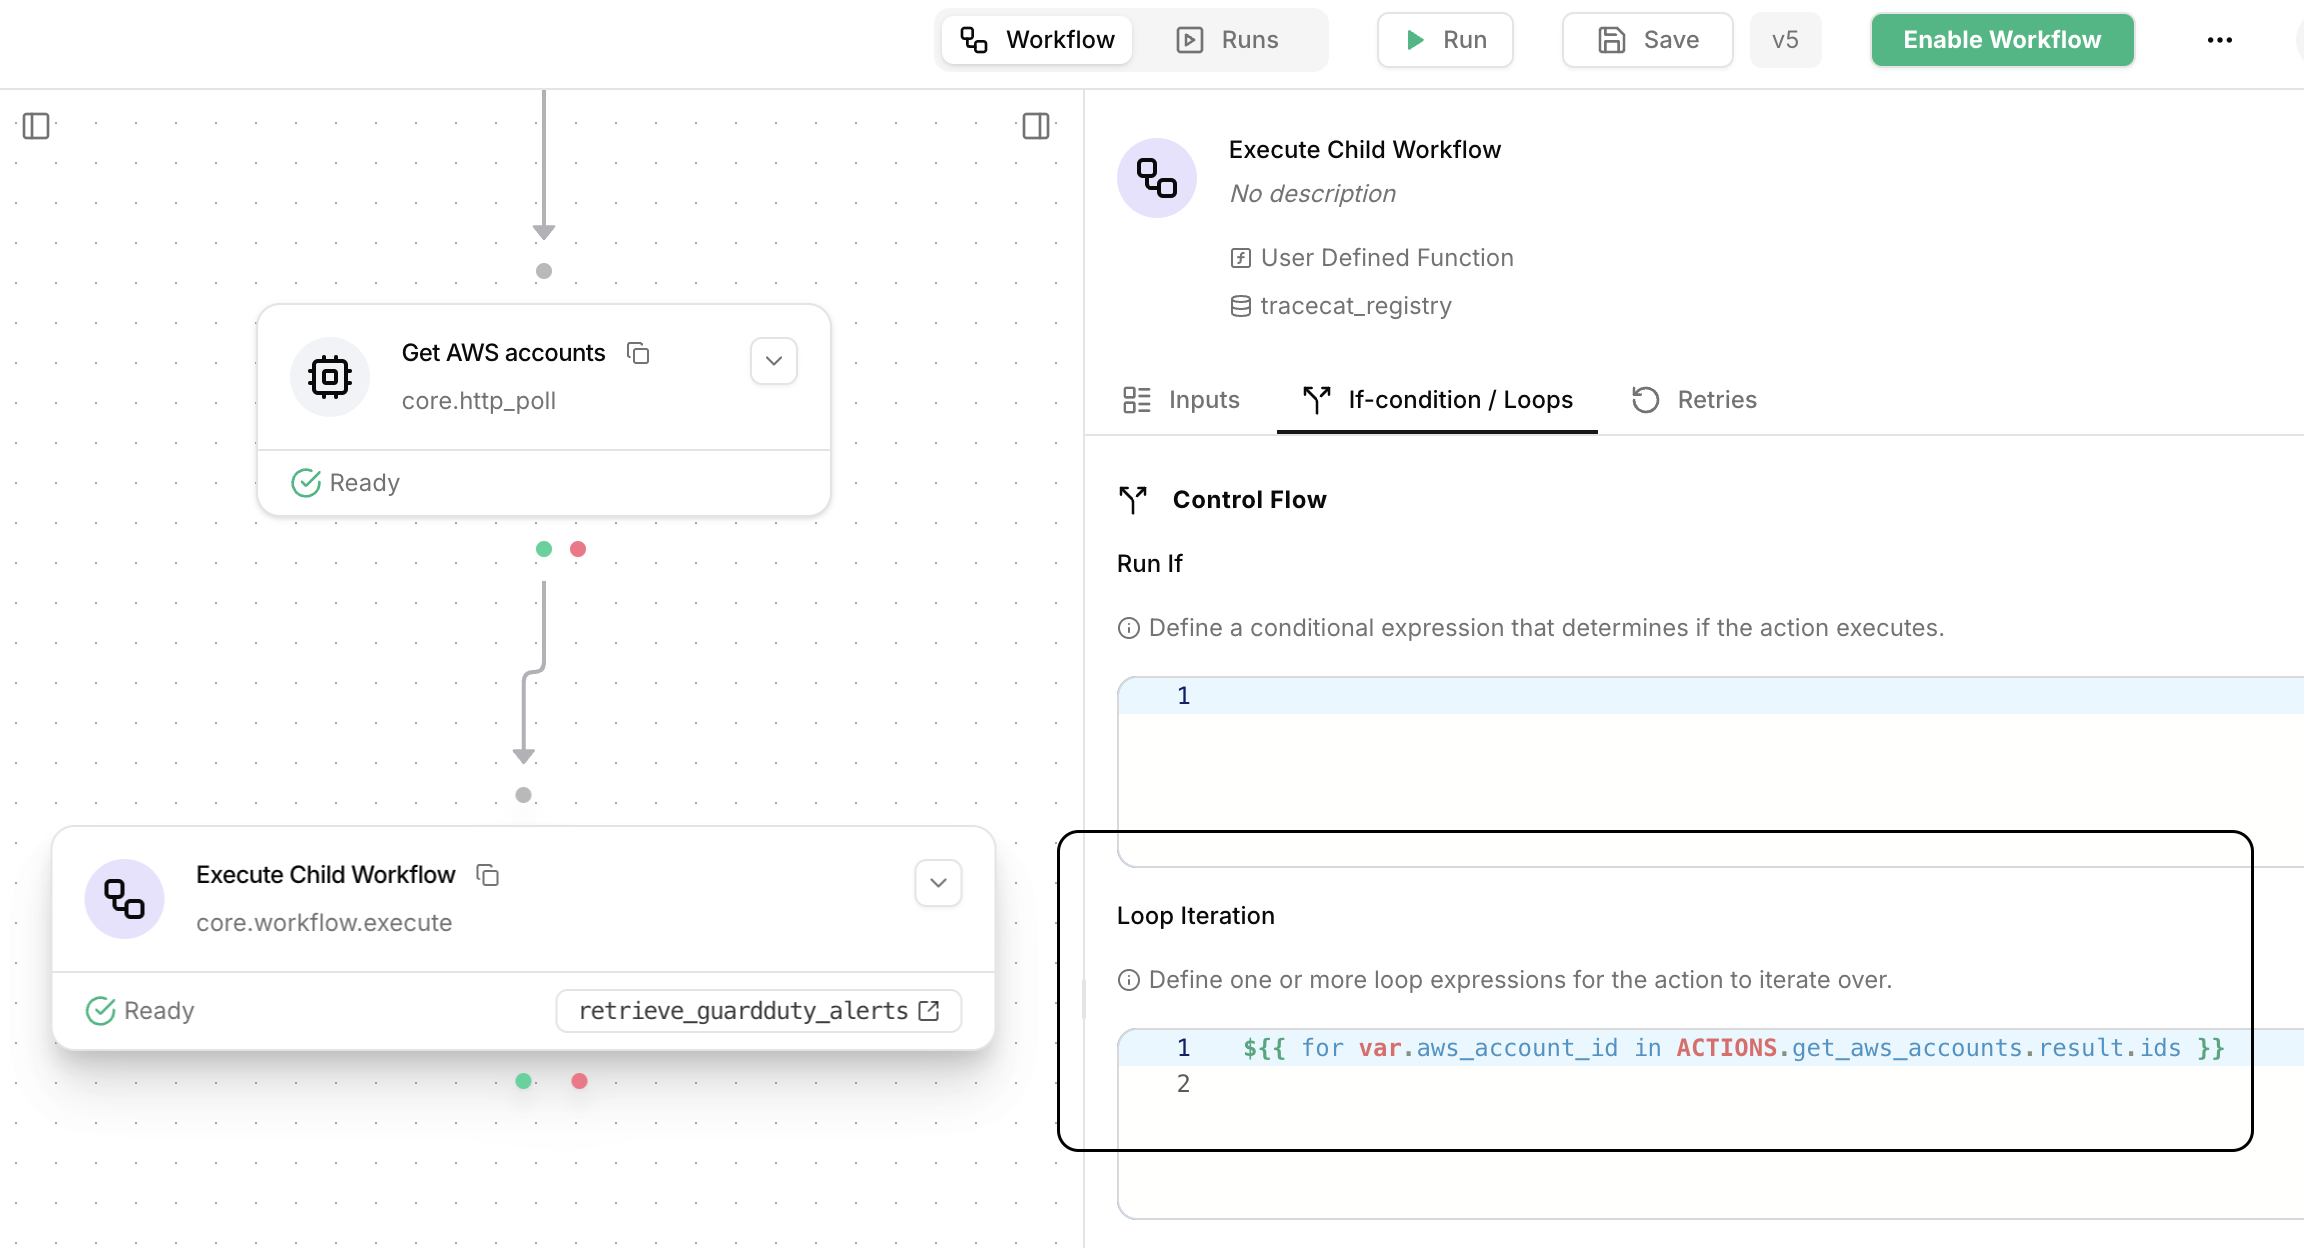 Workflow
Runs
Run
Save
v5
Enable Workflow
Get AWS accounts
core.http_poll
Ready
Execute Child Workflow
core.workflow.execute
Ready
retrieve_guardduty_alerts
Execute Child Workflow
No description
User Defined Function
tracecat_registry
Inputs
If-condition / Loops
Retries
Control Flow
Run If
Define a conditional expression that determines if the action executes.
1
Loop Iteration
Define one or more loop expressions for the action to iterate over.
1 ${{ for var.aws_account_id in ACTIONS.get_aws_accounts.result.ids }}
2